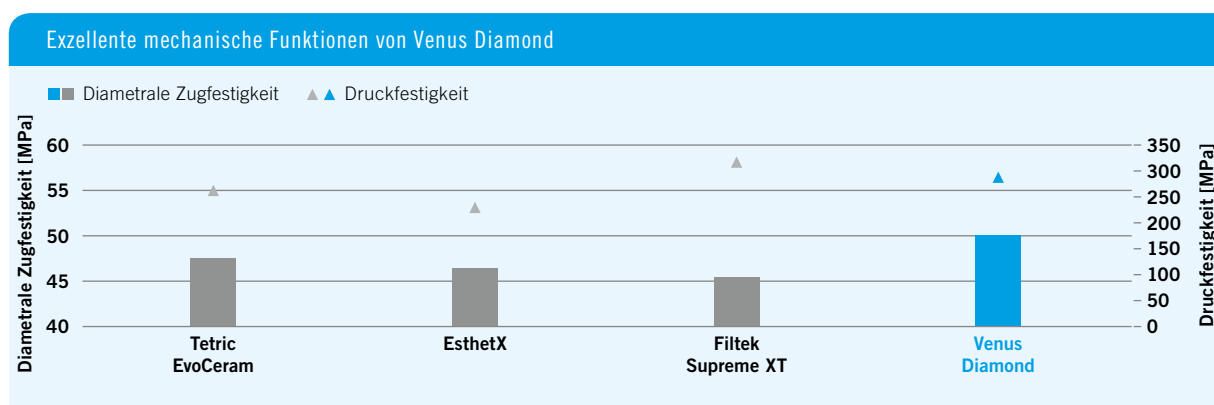 Exzellente mechanische Funktionen von Venus Diamond
Diametrale Zugfestigkeit
Druckfestigkeit
Diametrale Zugfestigkeit [MPa]
60
55
50
45
40
350
300
250
200
150
100
50
0
Druckfestigkeit [MPa]
Tetric
EvoCeram
EsthetX
Filtek
Supreme XT
Venus
Diamond